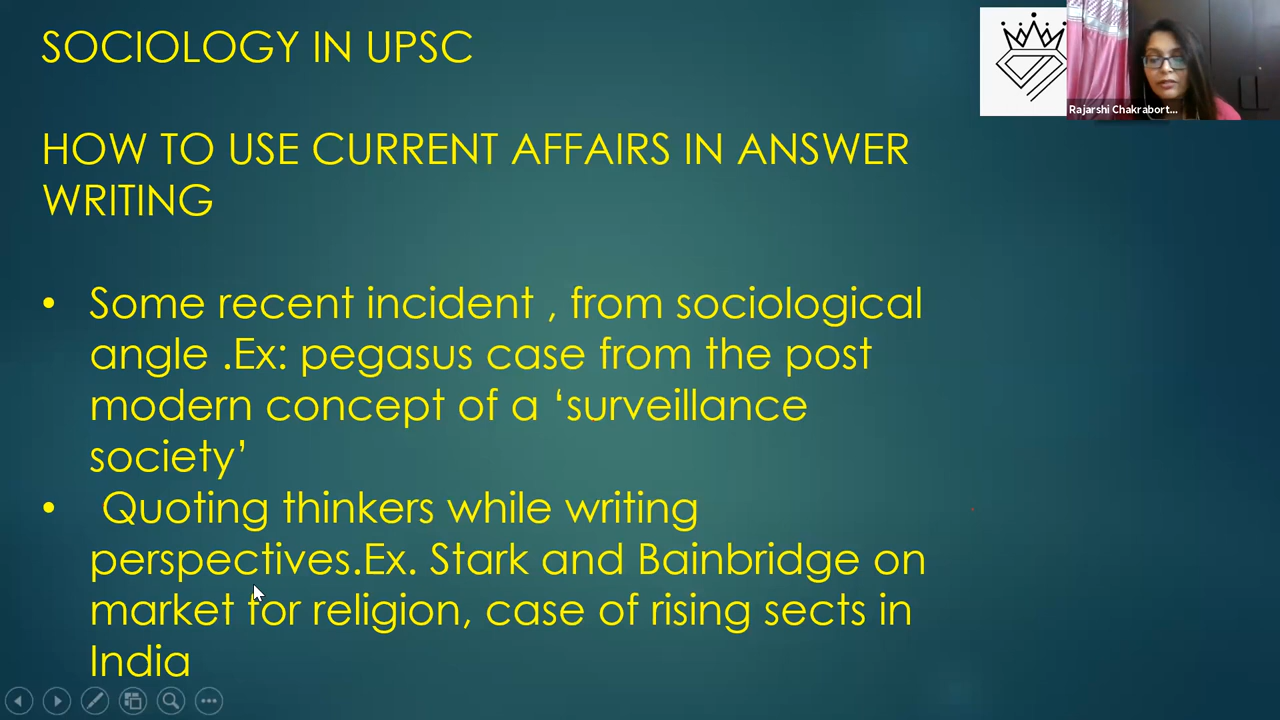 SOCIOLOGY IN UPSC
HOW TO USE CURRENT AFFAIRS IN ANSWER
WRITING
• Some recent incident , from sociological
angle .Ex: pegasus case from the post
modern concept of a ‘surveillance
society’
• Quoting thinkers while writing
perspectives.Ex. Stark and Bainbridge on
market for religion, case of rising sects in
India
Rajarshi Chakrabort...